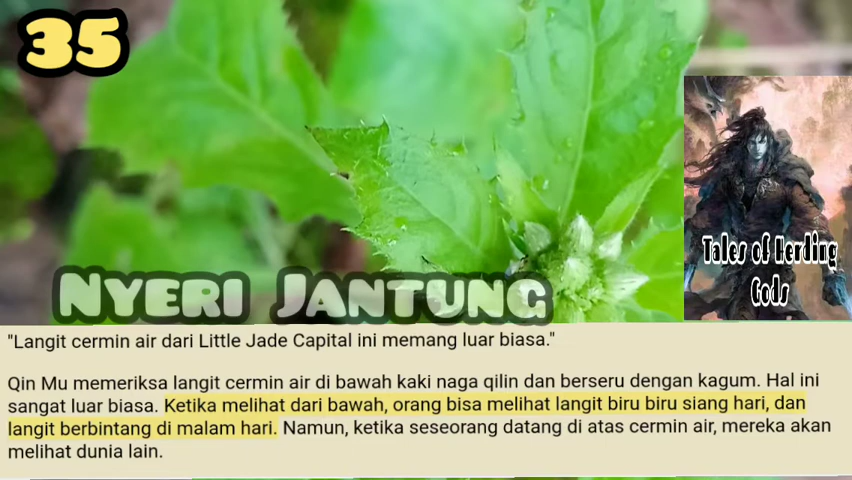 35
Tales of Herding
Gods
NYERI JANTUNG
"Langit cermin air dari Little Jade Capital ini memang luar biasa."
Qin Mu memeriksa langit cermin air di bawah kaki naga qilin dan berseru dengan kagum. Hal ini
sangat luar biasa. Ketika melihat dari bawah, orang bisa melihat langit biru biru siang hari, dan
langit berbintang di malam hari. Namun, ketika seseorang datang di atas cermin air, mereka akan
melihat dunia lain.